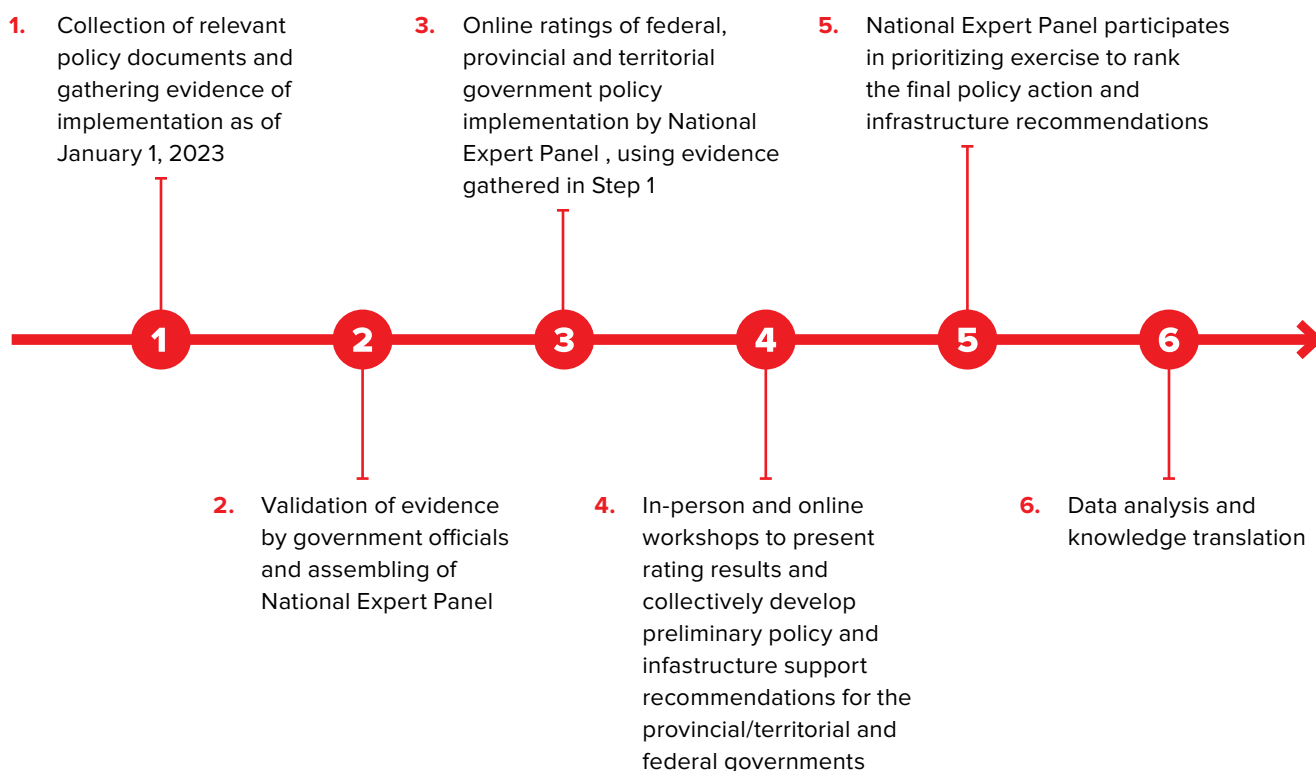 1. Collection of relevant
policy documents and
gathering evidence of
implementation as of
January 1, 2023
3. Online ratings of federal,
provincial and territorial
government policy
implementation by National
Expert Panel , using evidence
gathered in Step 1
5. National Expert Panel participates
in prioritizing exercise to rank
the final policy action and
infrastructure recommendations
1
2
3
4
5
6
2. Validation of evidence
by government officials
and assembling of
National Expert Panel
4. In-person and online
workshops to present
rating results and
collectively develop
preliminary policy and
infastructure support
recommendations for the
provincial/territorial and
federal governments
6. Data analysis and
knowledge translation